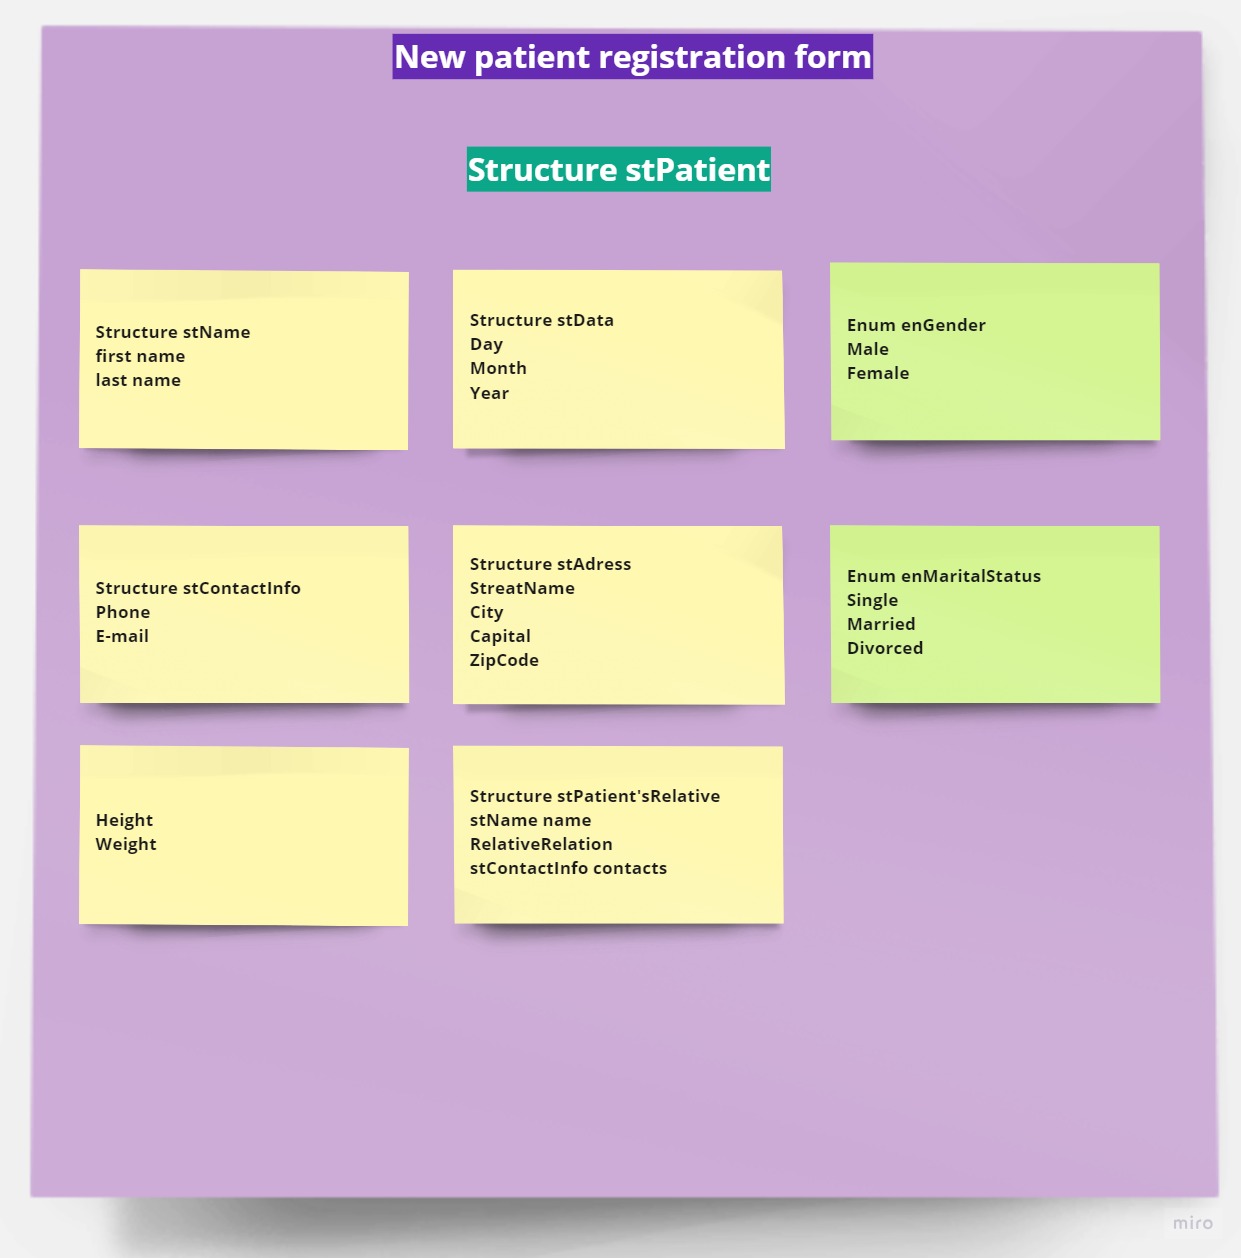 New patient registration form
Structure stPatient
Structure stName
first name
last name
Structure stData
Day
Month
Year
Enum enGender
Male
Female
Structure stContactInfo
Phone
E-mail
Structure stAdress
StreatName
City
Capital
ZipCode
Enum enMaritalStatus
Single
Married
Divorced
Height
Weight
Structure stPatient'sRelative
stName name
RelativeRelation
stContactInfo contacts
miro